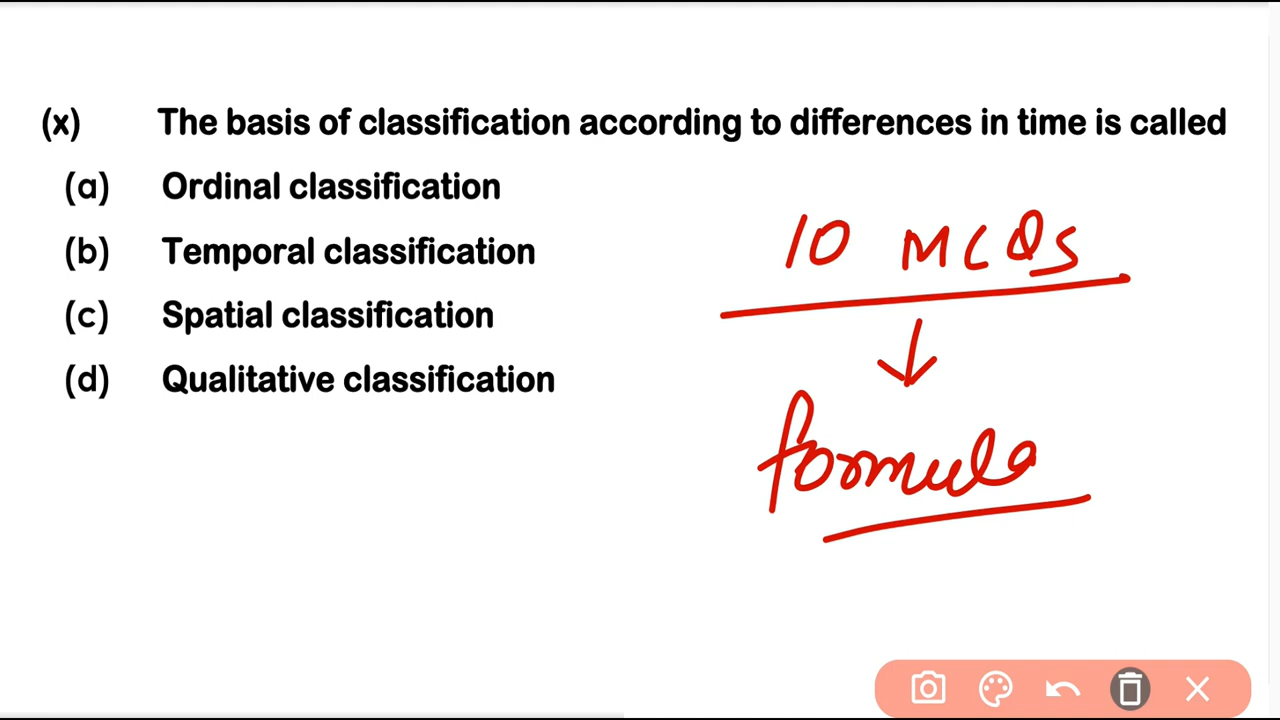 (x) The basis of classification according to differences in time is called
(a) Ordinal classification
(b) Temporal classification
(c) Spatial classification
(d) Qualitative classification
10 MCQs
formula